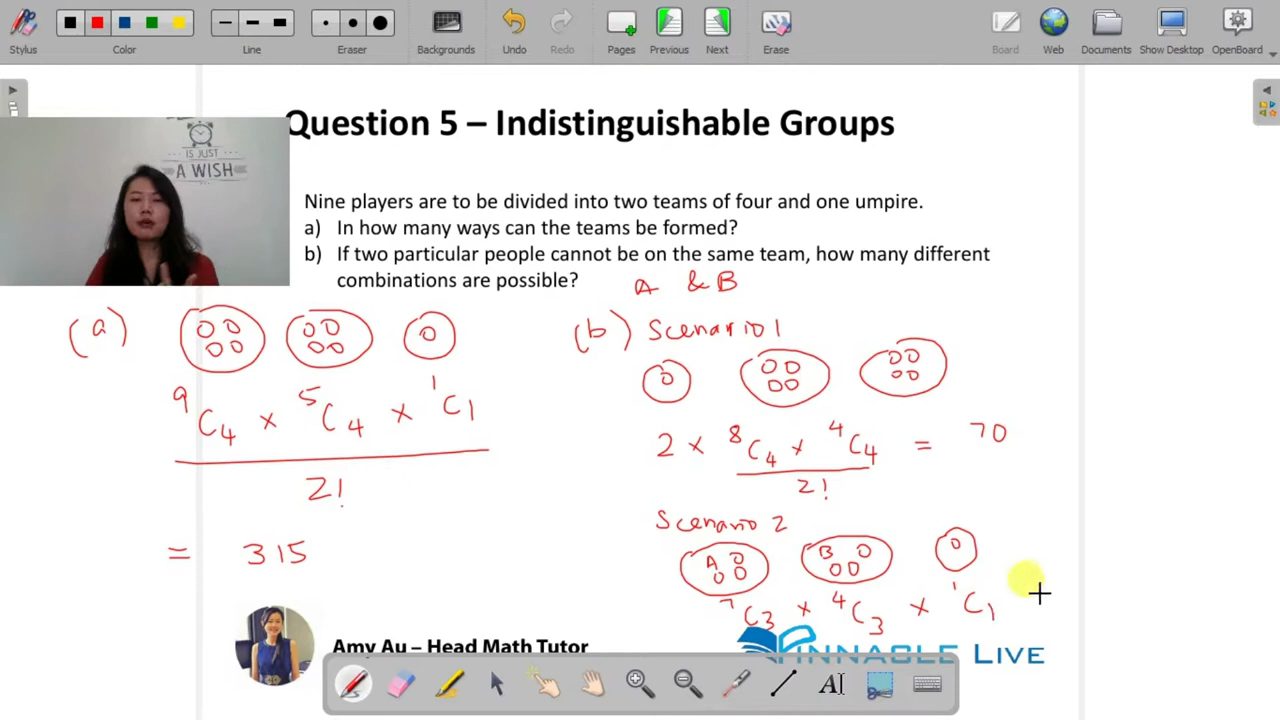 Stylus
Color
Line
Eraser
Backgrounds
Undo
Redo
Pages
Previous
Next
Erase
Board
Web
Documents
Show Desktop
OpenBoard
Question 5 – Indistinguishable Groups
IS JUST
A WISH
Nine players are to be divided into two teams of four and one umpire.
a) In how many ways can the teams be formed?
b) If two particular people cannot be on the same team, how many different
combinations are possible?
A & B
(a)
⁹C₄ × ⁵C₄ × ¹C₁
2!
= 315
(b) Scenario 1
2 × ⁸C₄ × ⁴C₄ = 70
2!
Scenario 2
A
B
⁷C₃ × ⁴C₃ × ¹C₁
Amy Au – Head Math Tutor
PINNACLE LIVE
AI